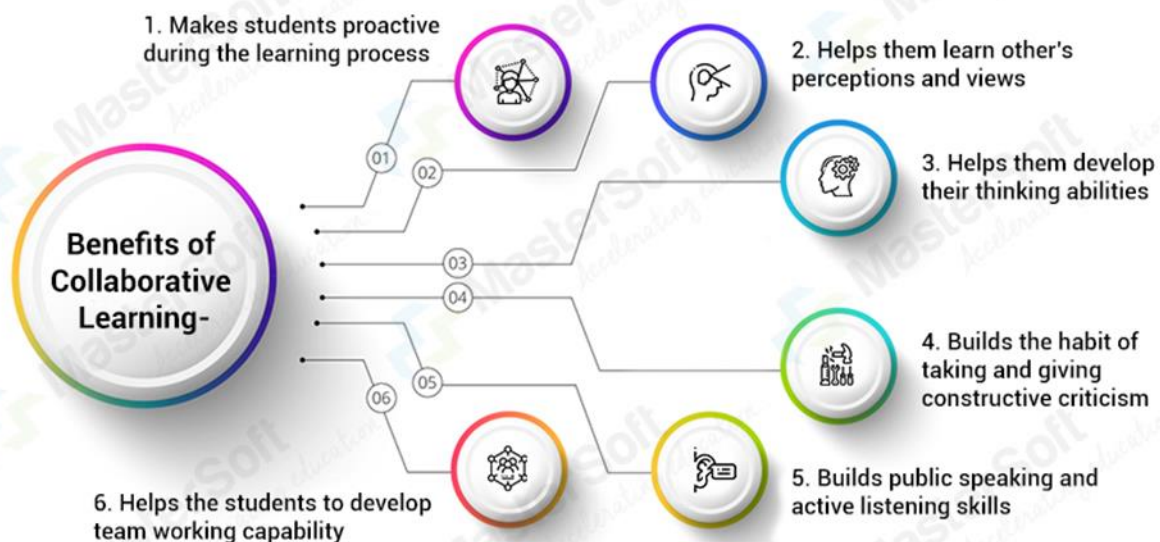 1. Makes students proactive
during the learning process
2. Helps them learn other's
perceptions and views
01
02
3. Helps them develop
their thinking abilities
Benefits of
Collaborative
Learning-
03
04
4. Builds the habit of
taking and giving
constructive criticism
05
06
5. Builds public speaking and
active listening skills
6. Helps the students to develop
team working capability
MasterSoft
Accelerating education